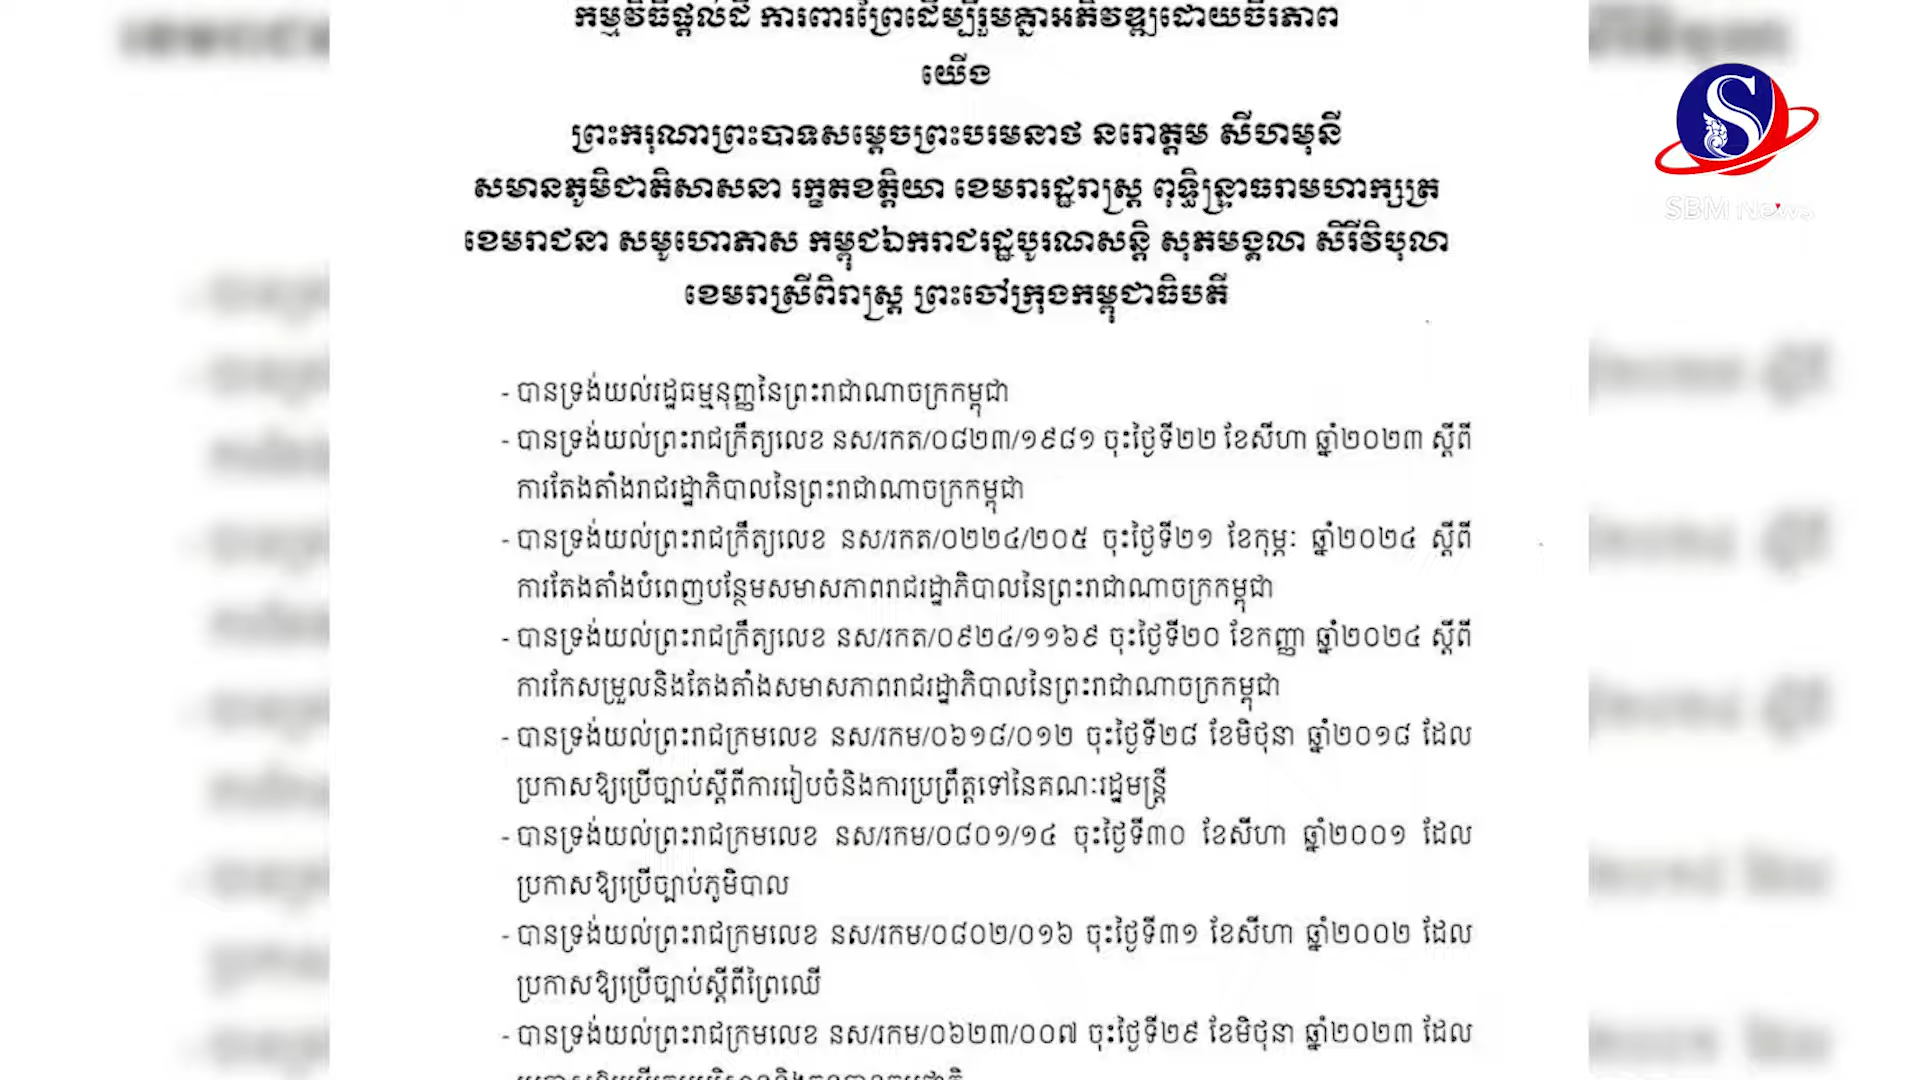 កម្មវិធីផ្តល់ដី ការពារព្រៃដើម្បីរួមគ្នាអភិវឌ្ឍដោយចីរភាព
យើង
ព្រះករុណាព្រះបាទសម្តេចព្រះបរមនាថ នរោត្តម សីហមុនី
សមានភូមិជាតិសាសនា រក្ខតខត្តិយា ខេមរារដ្ឋរាស្ត្រ ពុទ្ធិន្ទ្រាធរាមហាក្សត្រ
ខេមរាជនា សមូហោភាស កម្ពុជឯករាជរដ្ឋបូរណសន្តិ សុភមង្គលា សិរីវិបុលា
ខេមរាស្រីពិរាស្ត្រ ព្រះចៅក្រុងកម្ពុជាធិបតី
- បានទ្រង់យល់រដ្ឋធម្មនុញ្ញនៃព្រះរាជាណាចក្រកម្ពុជា
- បានទ្រង់យល់ព្រះរាជក្រឹត្យលេខ នស/រកត/០៨២៣/១៩៨១ ចុះថ្ងៃទី២២ ខែសីហា ឆ្នាំ២០២៣ ស្តីពី
ការតែងតាំងរាជរដ្ឋាភិបាលនៃព្រះរាជាណាចក្រកម្ពុជា
- បានទ្រង់យល់ព្រះរាជក្រឹត្យលេខ នស/រកត/០២២៤/២០៥ ចុះថ្ងៃទី២១ ខែកុម្ភៈ ឆ្នាំ២០២៤ ស្តីពី
ការតែងតាំងបំពេញបន្ថែមសមាសភាពរាជរដ្ឋាភិបាលនៃព្រះរាជាណាចក្រកម្ពុជា
- បានទ្រង់យល់ព្រះរាជក្រឹត្យលេខ នស/រកត/០៩២៤/១១៦៩ ចុះថ្ងៃទី២០ ខែកញ្ញា ឆ្នាំ២០២៤ ស្តីពី
ការកែសម្រួលនិងតែងតាំងសមាសភាពរាជរដ្ឋាភិបាលនៃព្រះរាជាណាចក្រកម្ពុជា
- បានទ្រង់យល់ព្រះរាជក្រមលេខ នស/រកម/០៦១៨/០១២ ចុះថ្ងៃទី២៨ ខែមិថុនា ឆ្នាំ២០១៨ ដែល
ប្រកាសឱ្យប្រើច្បាប់ស្តីពីការរៀបចំនិងការប្រព្រឹត្តទៅនៃគណៈរដ្ឋមន្ត្រី
- បានទ្រង់យល់ព្រះរាជក្រមលេខ នស/រកម/០៨០១/១៤ ចុះថ្ងៃទី៣០ ខែសីហា ឆ្នាំ២០០១ ដែល
ប្រកាសឱ្យប្រើច្បាប់ភូមិបាល
- បានទ្រង់យល់ព្រះរាជក្រមលេខ នស/រកម/០៨០២/០១៦ ចុះថ្ងៃទី៣១ ខែសីហា ឆ្នាំ២០០២ ដែល
ប្រកាសឱ្យប្រើច្បាប់ស្តីពីព្រៃឈើ
- បានទ្រង់យល់ព្រះរាជក្រមលេខ នស/រកម/០៦២៣/០០៧ ចុះថ្ងៃទី២៩ ខែមិថុនា ឆ្នាំ២០២៣ ដែល
SBM News